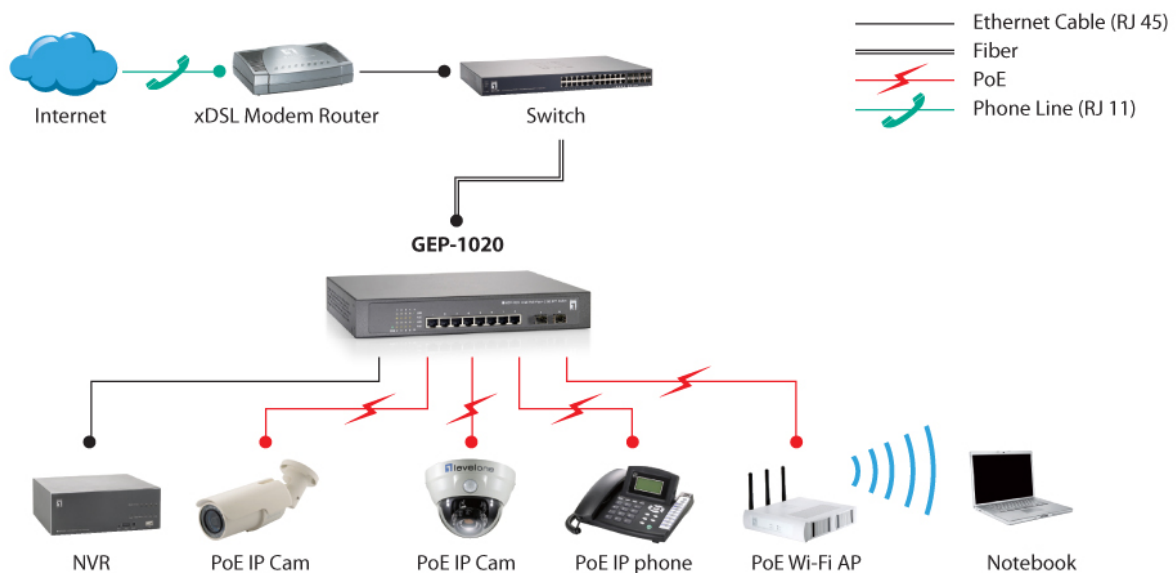 Ethernet Cable (RJ 45)
Fiber
PoE
Phone Line (RJ 11)
Internet
xDSL Modem Router
Switch
GEP-1020
levelone
NVR
PoE IP Cam
PoE IP Cam
PoE IP phone
PoE Wi-Fi AP
Notebook